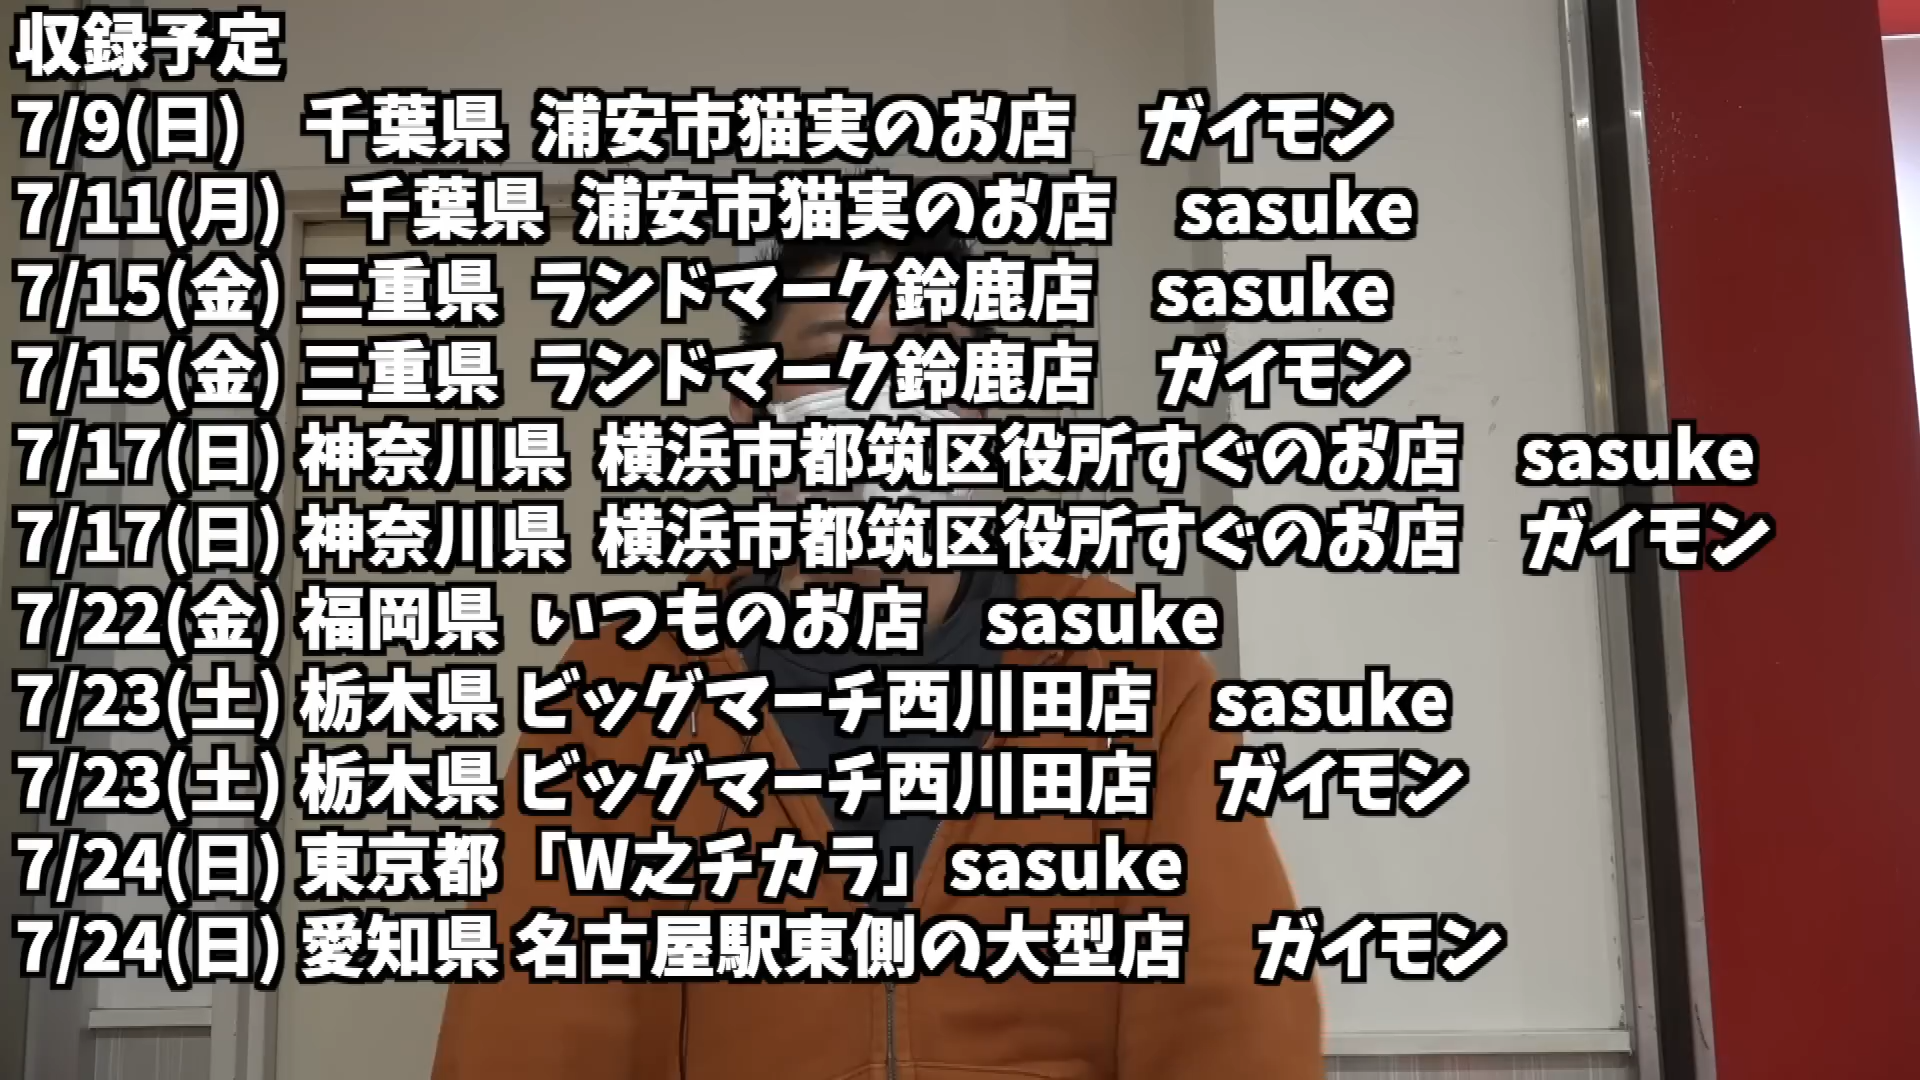 収録予定
7/9(日) 千葉県 浦安市猫実のお店 ガイモン
7/11(月) 千葉県 浦安市猫実のお店 sasuke
7/15(金) 三重県 ランドマーク鈴鹿店 sasuke
7/15(金) 三重県 ランドマーク鈴鹿店 ガイモン
7/17(日) 神奈川県 横浜市都筑区役所すぐのお店 sasuke
7/17(日) 神奈川県 横浜市都筑区役所すぐのお店 ガイモン
7/22(金) 福岡県 いつものお店 sasuke
7/23(土) 栃木県 ビッグマーチ西川田店 sasuke
7/23(土) 栃木県 ビッグマーチ西川田店 ガイモン
7/24(日) 東京都「W之チカラ」sasuke
7/24(日) 愛知県 名古屋駅東側の大型店 ガイモン